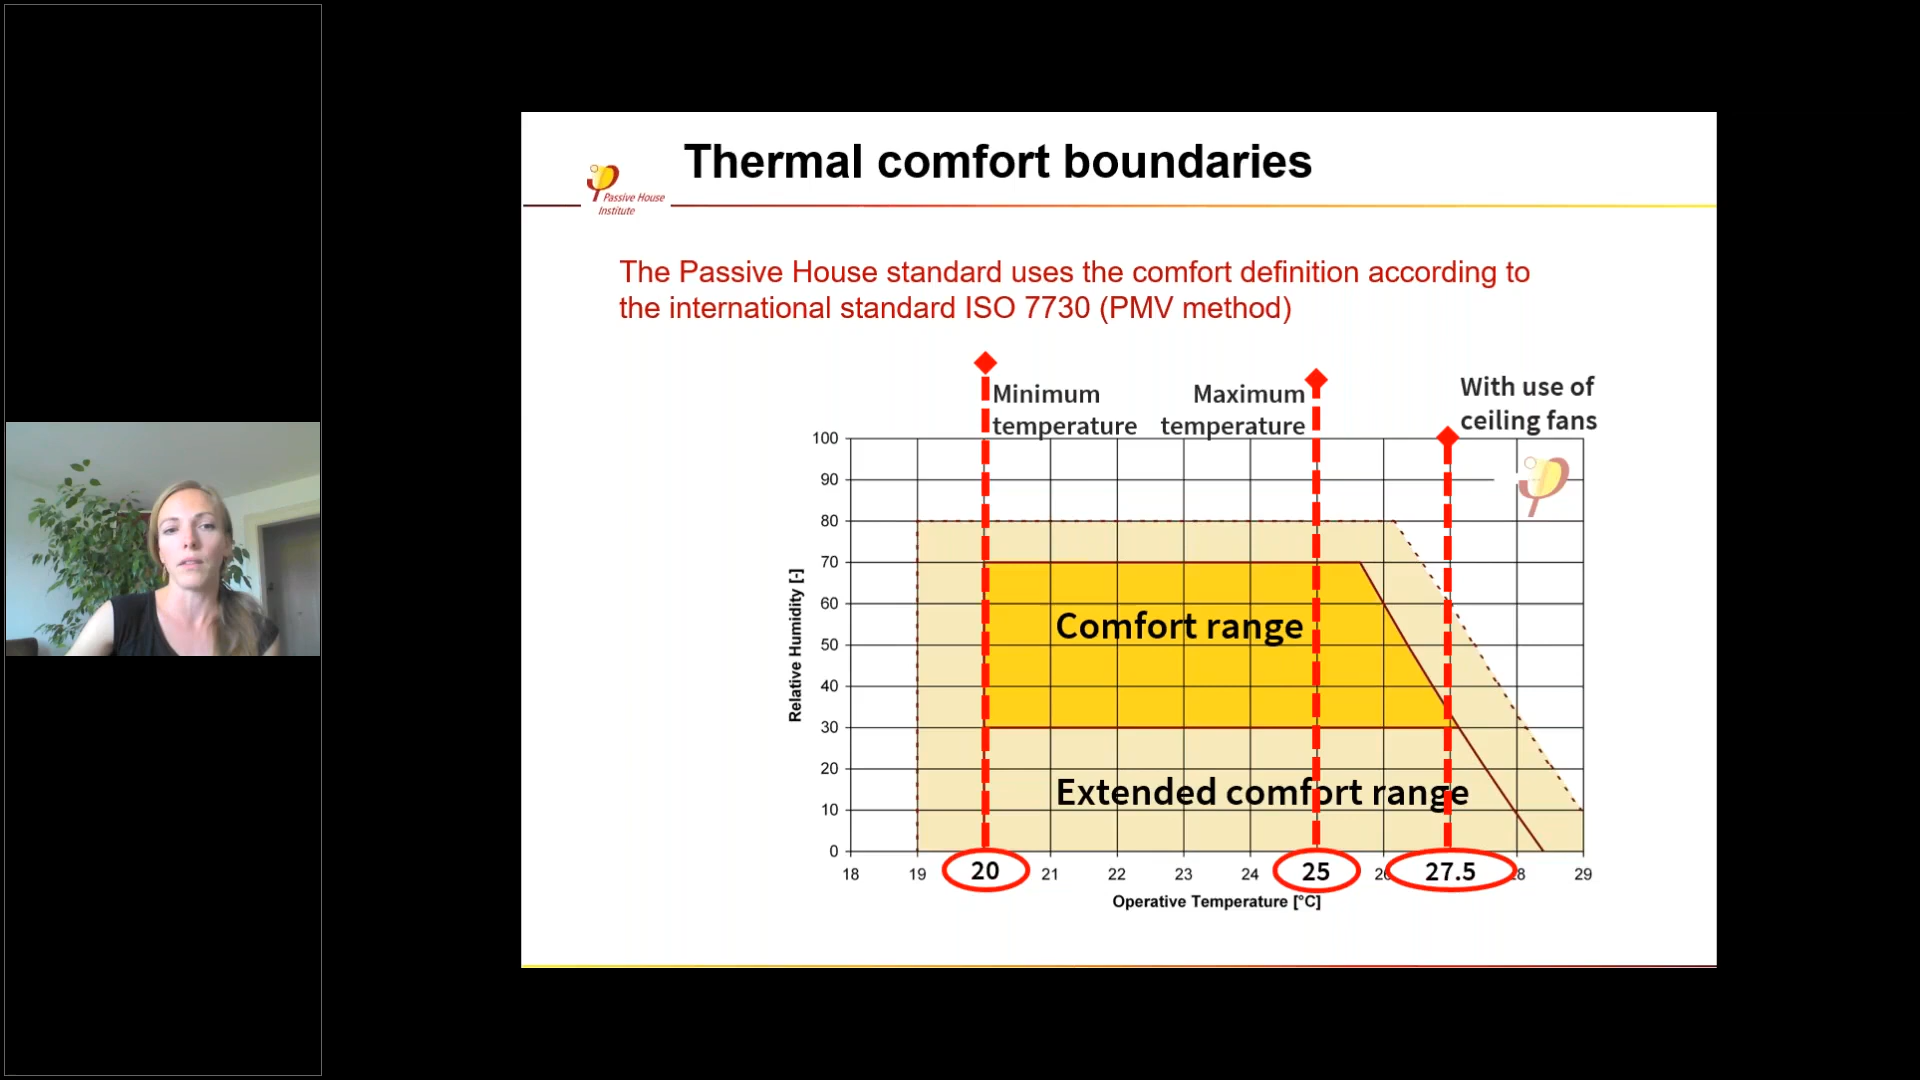 Thermal comfort boundaries
Passive House
Institute
The Passive House standard uses the comfort definition according to
the international standard ISO 7730 (PMV method)
Minimum
temperature
Maximum
temperature
With use of
ceiling fans
100
90
80
70
60
50
40
30
20
10
0
Relative Humidity [-]
Comfort range
Extended comfort range
18 19 20 21 22 23 24 25 27.5 29
Operative Temperature [°C]